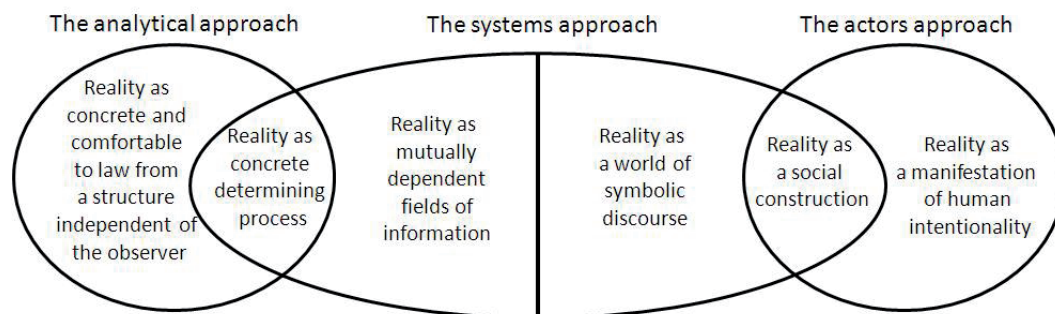 The analytical approach
The systems approach
The actors approach
Reality as
concrete and
comfortable
to law from
a structure
independent of
the observer
Reality as
concrete
determining
process
Reality as
mutually
dependent
fields of
information
Reality as
a world of
symbolic
discourse
Reality as
a social
construction
Reality as
a manifestation
of human
intentionality